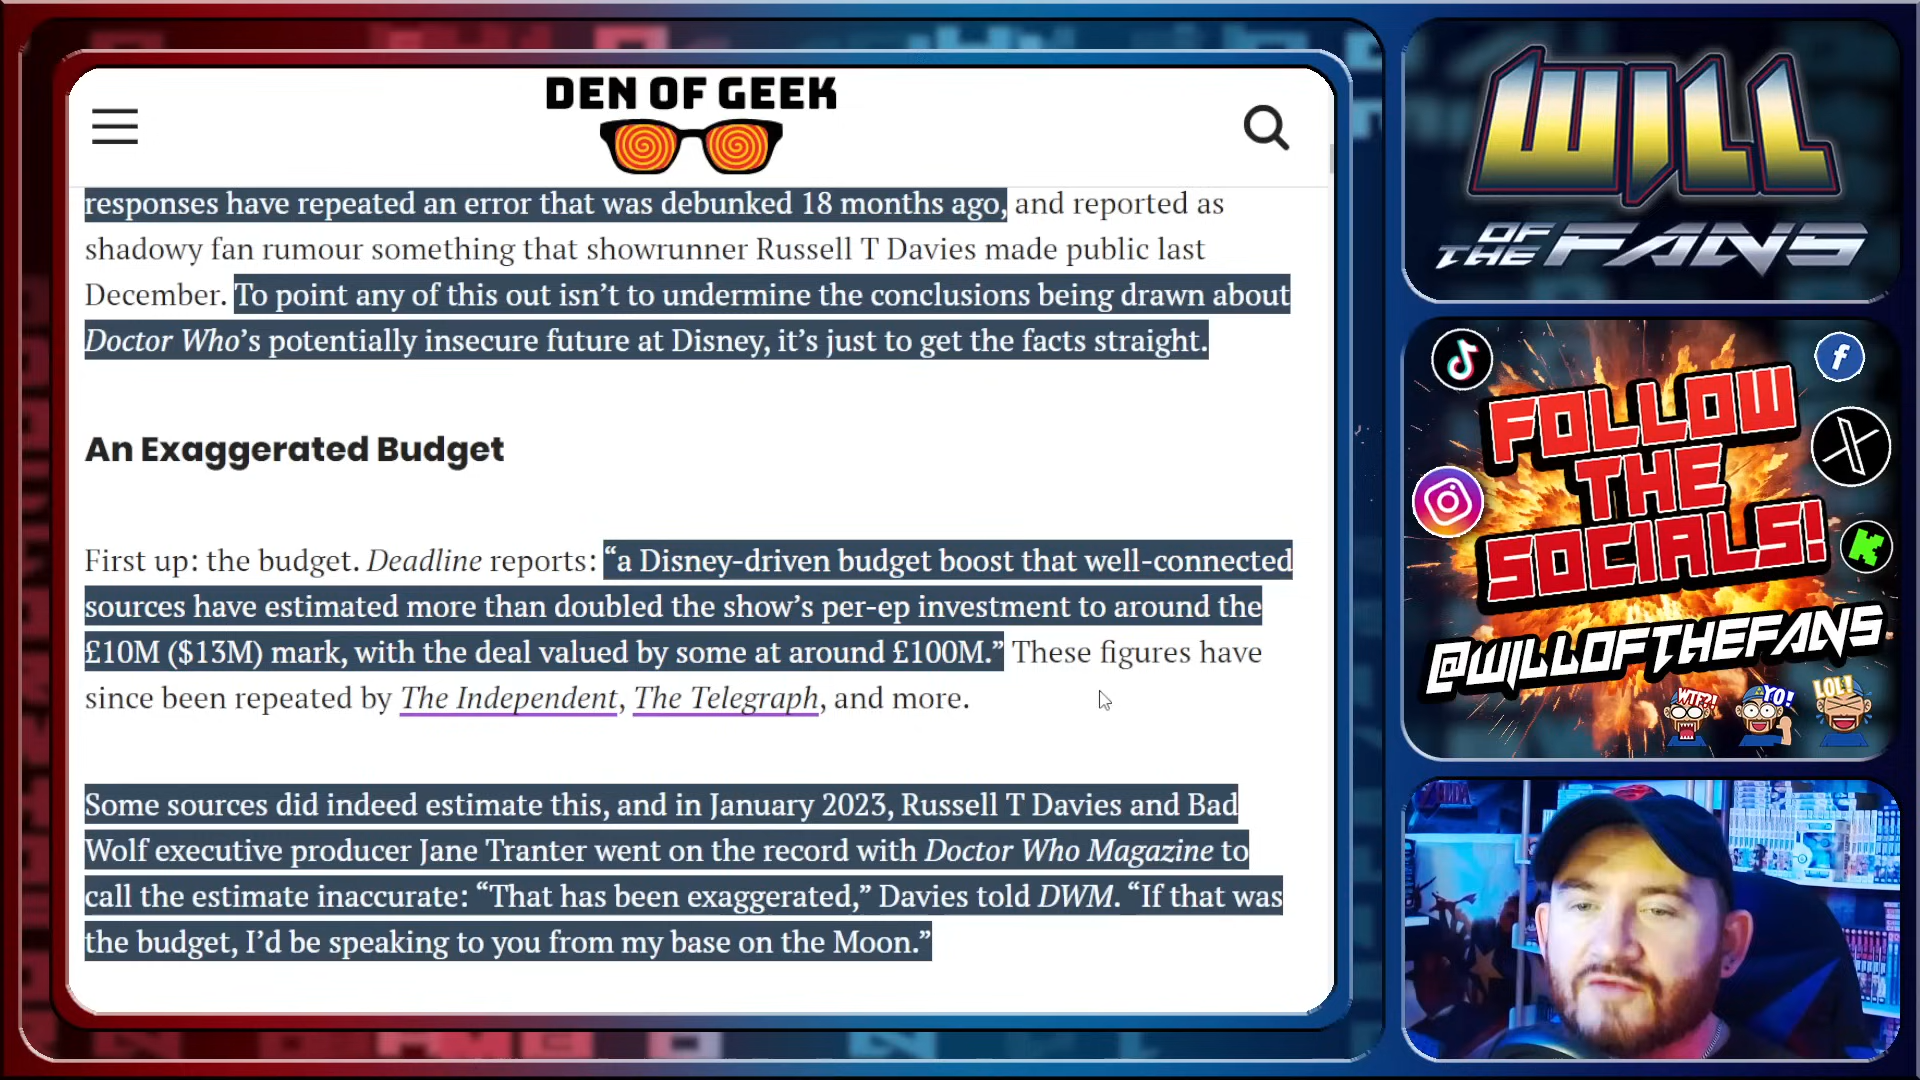 DEN OF GEEK
responses have repeated an error that was debunked 18 months ago, and reported as
shadowy fan rumour something that showrunner Russell T Davies made public last
December. To point any of this out isn’t to undermine the conclusions being drawn about
Doctor Who’s potentially insecure future at Disney, it’s just to get the facts straight.
An Exaggerated Budget
First up: the budget. Deadline reports: “a Disney-driven budget boost that well-connected
sources have estimated more than doubled the show’s per-ep investment to around the
£10M ($13M) mark, with the deal valued by some at around £100M.” These figures have
since been repeated by The Independent, The Telegraph, and more.
Some sources did indeed estimate this, and in January 2023, Russell T Davies and Bad
Wolf executive producer Jane Tranter went on the record with Doctor Who Magazine to
call the estimate inaccurate: “That has been exaggerated,” Davies told DWM. “If that was
the budget, I’d be speaking to you from my base on the Moon.”
WILL
OF THE FANS
FOLLOW
THE
SOCIALS!
@WILLOFTHEFANS
WTF?!
YO!
LOL!